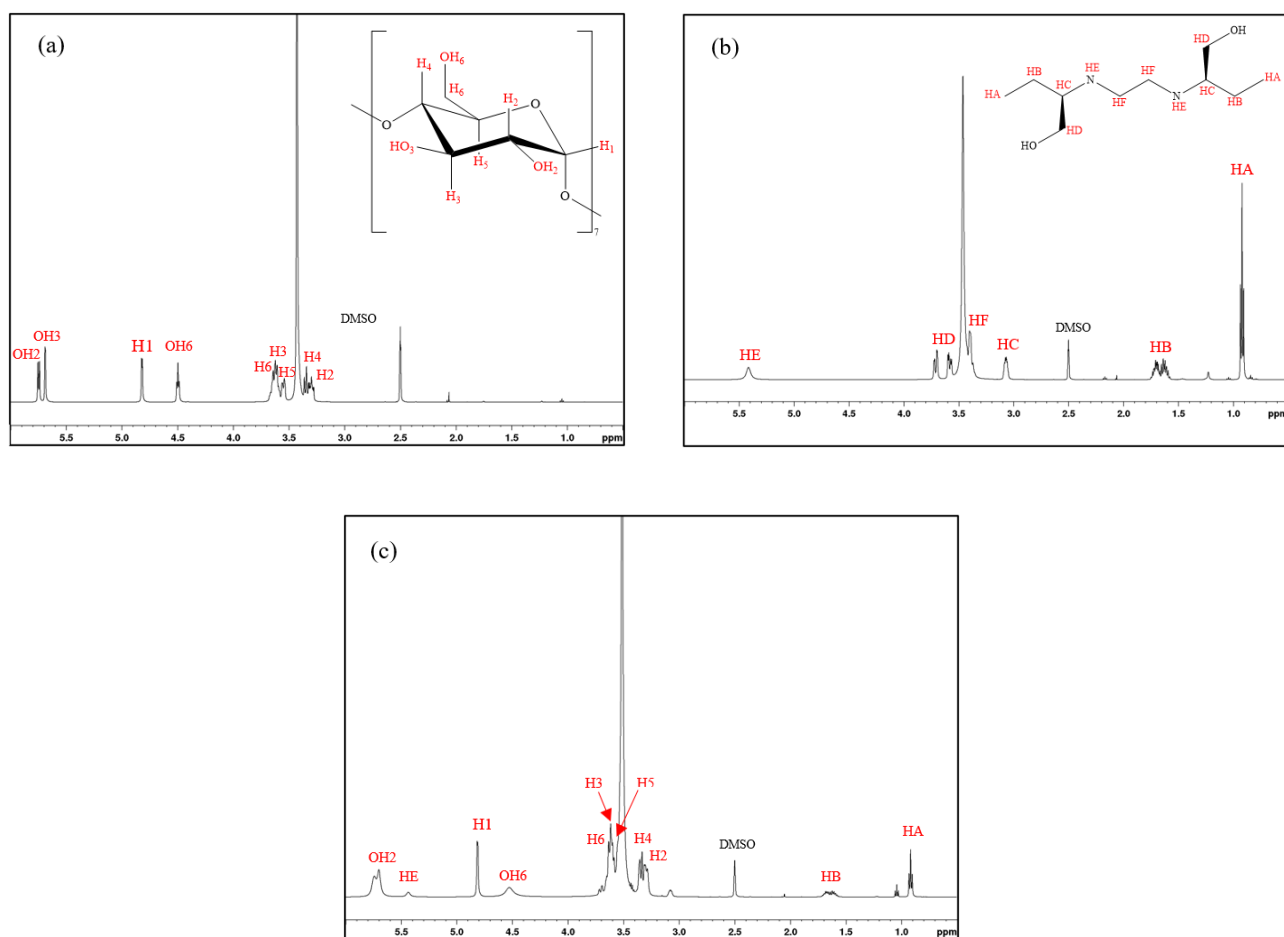 (a)
OH₆
H₄
H₆
H₂
O
O
HO₃
H₅
OH₂
H₁
H₃
O
7
DMSO
OH3
OH2
H1
OH6
H3
H6
H5
H4
H2
5.5 5.0 4.5 4.0 3.5 3.0 2.5 2.0 1.5 1.0 ppm
(b)
OH
HD
HB
HE
HF
HA
HC
N
HC
HA
HF
N
HE
HB
HD
HO
HA
HF
HD
HC
DMSO
HB
HE
5.5 5.0 4.5 4.0 3.5 3.0 2.5 2.0 1.5 1.0 ppm
(c)
H3
H5
H1
H6
H4
H2
DMSO
HA
OH2
HE
OH6
HB
5.5 5.0 4.5 4.0 3.5 3.0 2.5 2.0 1.5 1.0 ppm